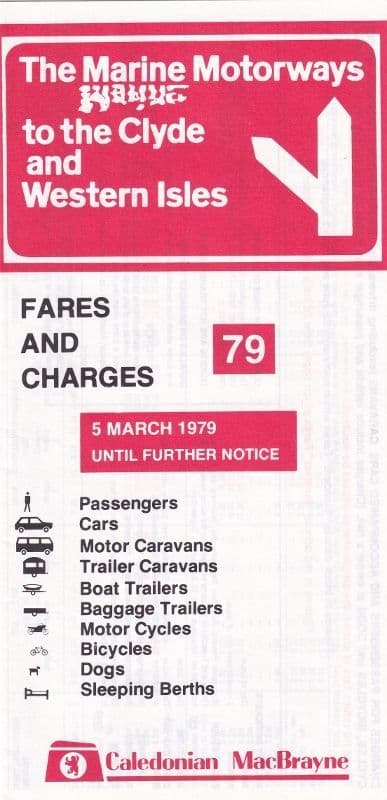 The Marine Motorways
to the Clyde
and
Western Isles
FARES
AND
CHARGES
79
5 MARCH 1979
UNTIL FURTHER NOTICE
Passengers
Cars
Motor Caravans
Trailer Caravans
Boat Trailers
Baggage Trailers
Motor Cycles
Bicycles
Dogs
Sleeping Berths
Caledonian MacBrayne